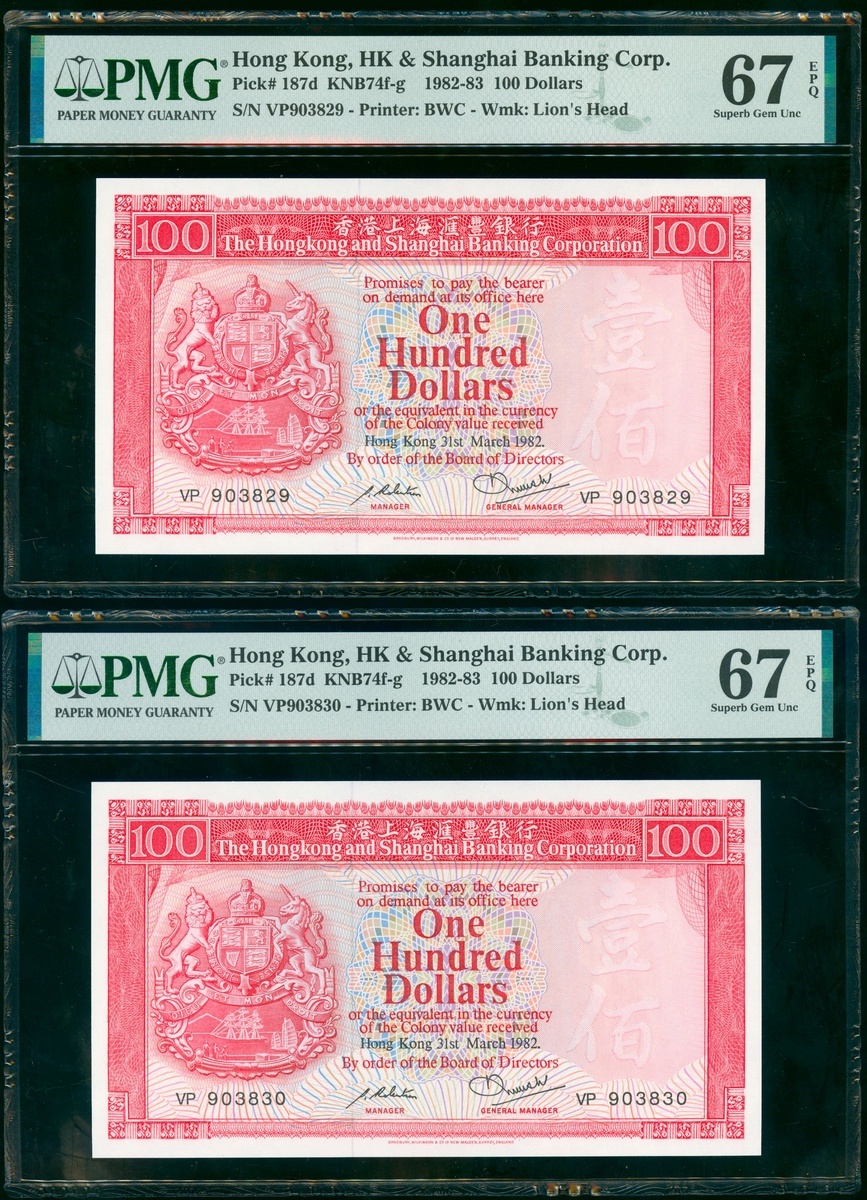 PMG®
PAPER MONEY GUARANTY
Hong Kong, HK & Shanghai Banking Corp.
Pick# 187d KNB74f-g 1982-83 100 Dollars
S/N VP903829 - Printer: BWC - Wmk: Lion's Head
67
EPQ
Superb Gem Unc
100
香港上海滙豐銀行
The Hongkong and Shanghai Banking Corporation
100
Promises to pay the bearer
on demand at its office here
One
Hundred
Dollars
or the equivalent in the currency
of the Colony value received
Hong Kong 31st March 1982.
By order of the Board of Directors
壹佰
VP 903829
MANAGER
GENERAL MANAGER
VP 903829
PMG®
PAPER MONEY GUARANTY
Hong Kong, HK & Shanghai Banking Corp.
Pick# 187d KNB74f-g 1982-83 100 Dollars
S/N VP903830 - Printer: BWC - Wmk: Lion's Head
67
EPQ
Superb Gem Unc
100
香港上海滙豐銀行
The Hongkong and Shanghai Banking Corporation
100
Promises to pay the bearer
on demand at its office here
One
Hundred
Dollars
or the equivalent in the currency
of the Colony value received
Hong Kong 31st March 1982.
By order of the Board of Directors
壹佰
VP 903830
MANAGER
GENERAL MANAGER
VP 903830